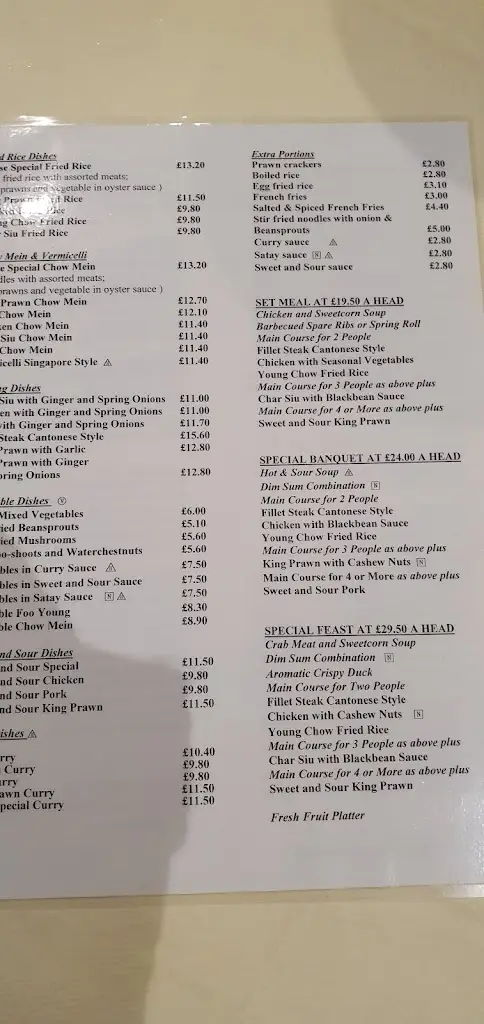 d Rice Dishes
se Special Fried Rice £13.20
fried rice with assorted meats;
prawns and vegetable in oyster sauce )
Prawn Fried Rice £11.50
Rice £9.80
ng Chow Fried Rice £9.80
Siu Fried Rice £9.80
Mein & Vermicelli
e Special Chow Mein £13.20
dles with assorted meats;
prawns and vegetable in oyster sauce )
Prawn Chow Mein £12.70
Chow Mein £12.10
ken Chow Mein £11.40
Siu Chow Mein £11.40
Chow Mein £11.40
icelli Singapore Style £11.40
ng Dishes
Siu with Ginger and Spring Onions £11.00
en with Ginger and Spring Onions £11.00
with Ginger and Spring Onions £11.70
Steak Cantonese Style £15.60
Prawn with Garlic £12.80
Prawn with Ginger
pring Onions £12.80
ble Dishes V
Mixed Vegetables £6.00
ied Beansprouts £5.10
ied Mushrooms £5.60
oo-shoots and Waterchestnuts £5.60
bles in Curry Sauce £7.50
bles in Sweet and Sour Sauce £7.50
bles in Satay Sauce N £7.50
ble Foo Young £8.30
ble Chow Mein £8.90
nd Sour Dishes
nd Sour Special £11.50
nd Sour Chicken £9.80
nd Sour Pork £9.80
nd Sour King Prawn £11.50
ishes
rry £10.40
Curry £9.80
urry £9.80
awn Curry £11.50
pecial Curry £11.50
Extra Portions
Prawn crackers £2.80
Boiled rice £2.80
Egg fried rice £3.10
French fries £3.00
Salted & Spiced French Fries £4.40
Stir fried noodles with onion &
Beansprouts £5.00
Curry sauce £2.80
Satay sauce N £2.80
Sweet and Sour sauce £2.80
SET MEAL AT £19.50 A HEAD
Chicken and Sweetcorn Soup
Barbecued Spare Ribs or Spring Roll
Main Course for 2 People
Fillet Steak Cantonese Style
Chicken with Seasonal Vegetables
Young Chow Fried Rice
Main Course for 3 People as above plus
Char Siu with Blackbean Sauce
Main Course for 4 or More as above plus
Sweet and Sour King Prawn
SPECIAL BANQUET AT £24.00 A HEAD
Hot & Sour Soup
Dim Sum Combination N
Main Course for 2 People
Fillet Steak Cantonese Style
Chicken with Blackbean Sauce
Young Chow Fried Rice
Main Course for 3 People as above plus
King Prawn with Cashew Nuts N
Main Course for 4 or More as above plus
Sweet and Sour Pork
SPECIAL FEAST AT £29.50 A HEAD
Crab Meat and Sweetcorn Soup
Dim Sum Combination N
Aromatic Crispy Duck
Main Course for Two People
Fillet Steak Cantonese Style
Chicken with Cashew Nuts N
Young Chow Fried Rice
Main Course for 3 People as above plus
Char Siu with Blackbean Sauce
Main Course for 4 or More as above plus
Sweet and Sour King Prawn
Fresh Fruit Platter